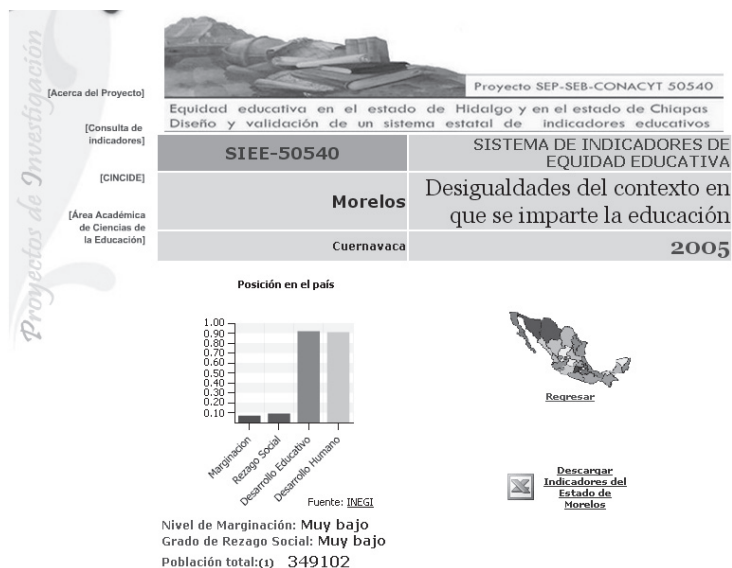 Proyectos de Investigación
[Acerca del Proyecto]
[Consulta de
indicadores]
[CINCIDE]
[Área Académica
de Ciencias de
la Educación]
Proyecto SEP-SEB-CONACYT 50540
Equidad educativa en el estado de Hidalgo y en el estado de Chiapas
Diseño y validación de un sistema estatal de indicadores educativos
SIEE-50540
SISTEMA DE INDICADORES DE
EQUIDAD EDUCATIVA
Morelos
Desigualdades del contexto en
que se imparte la educación
Cuernavaca
2005
Posición en el país
1.00
0.90
0.80
0.70
0.60
0.50
0.40
0.30
0.20
0.10
Marginacion
Rezago Social
Desarrollo Educativo
Desarrollo Humano
Fuente: INEGI
Regresar
Descargar
Indicadores del
Estado de
Morelos
Nivel de Marginación: Muy bajo
Grado de Rezago Social: Muy bajo
Población total:(1) 349102